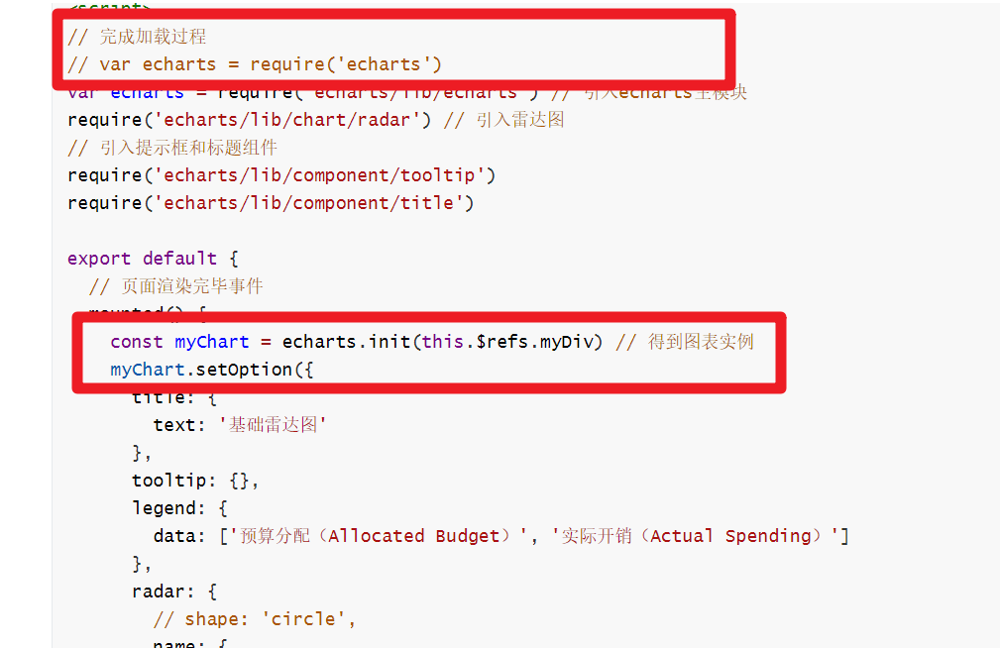 <script>
// 完成加载过程
// var echarts = require('echarts')
var echarts = require('echarts/lib/echarts') // 引入echarts主模块
require('echarts/lib/chart/radar') // 引入雷达图
// 引入提示框和标题组件
require('echarts/lib/component/tooltip')
require('echarts/lib/component/title')
export default {
// 页面渲染完毕事件
mounted() {
const myChart = echarts.init(this.$refs.myDiv) // 得到图表实例
myChart.setOption({
title: {
text: '基础雷达图'
},
tooltip: {},
legend: {
data: ['预算分配（Allocated Budget）', '实际开销（Actual Spending）']
},
radar: {
// shape: 'circle',
name: {